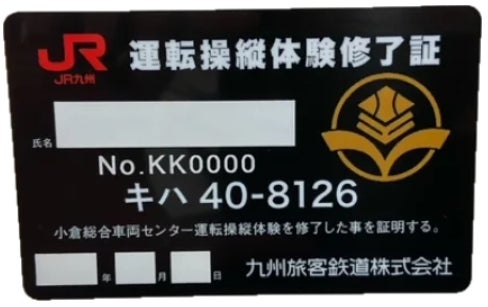 JR 運転操縦体験修了証
JR九州
氏名
No.KK0000
キハ 40-8126
小倉総合車両センター運転操縦体験を修了した事を証明する。
年 月 日 九州旅客鉄道株式会社